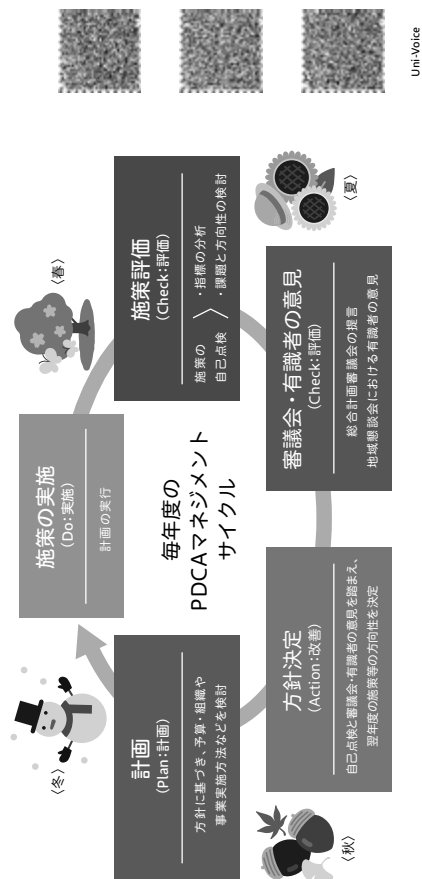 毎年度の
PDCAマネジメント
サイクル
〈春〉
施策の実施
（Do：実施）
計画の実行
施策評価
（Check：評価）
施策の
自己点検
・指標の分析
・課題と方向性の検討
〈夏〉
審議会・有識者の意見
（Check：評価）
総合計画審議会の提言
地域懇談会における有識者の意見
方針決定
（Action：改善）
自己点検と審議会・有識者の意見を踏まえ、
翌年度の施策等の方向性を決定
〈秋〉
計画
（Plan：計画）
方針に基づき、予算・組織や
事業実施方法などを検討
〈冬〉
Uni-Voice